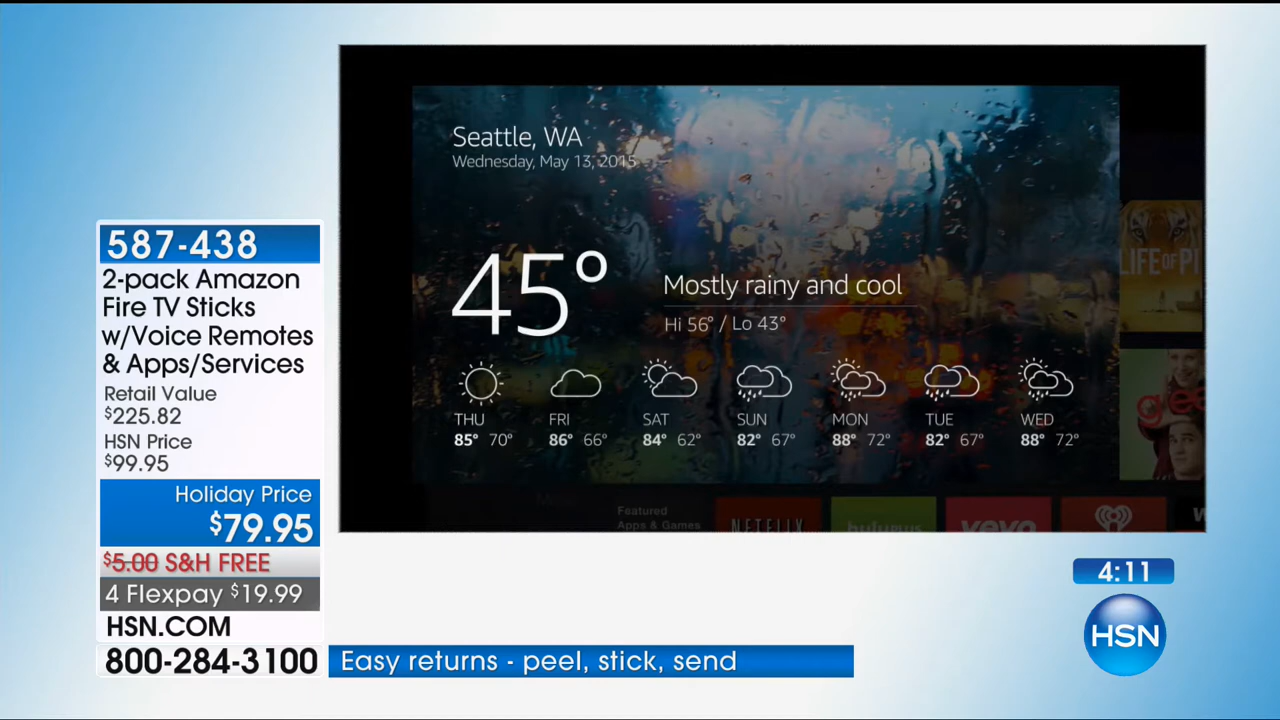 587-438
2-pack Amazon
Fire TV Sticks
w/Voice Remotes
& Apps/Services
Retail Value
$225.82
HSN Price
$99.95
Holiday Price
$79.95
$5.00 S&H FREE
4 Flexpay $19.99
HSN.COM
800-284-3100
Easy returns - peel, stick, send
Seattle, WA
Wednesday, May 13, 2015
45°
Mostly rainy and cool
Hi 56° / Lo 43°
THU FRI SAT SUN MON TUE WED
85° 70° 86° 66° 84° 62° 82° 67° 88° 72° 82° 67° 88° 72°
LIFE of PI
glee
Featured
Apps & Games
NETFLIX
huluplus
vevo
4:11
HSN